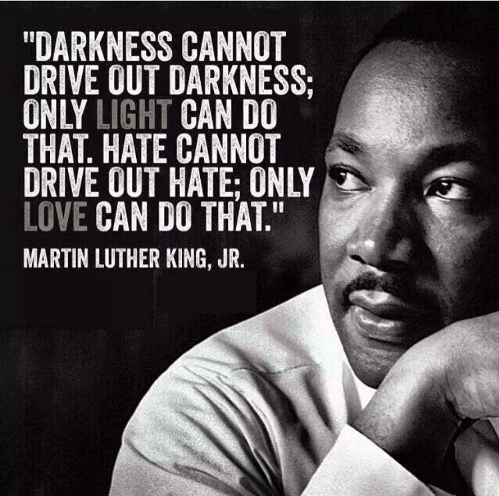 "DARKNESS CANNOT
DRIVE OUT DARKNESS;
ONLY LIGHT CAN DO
THAT. HATE CANNOT
DRIVE OUT HATE; ONLY
LOVE CAN DO THAT."
MARTIN LUTHER KING, JR.